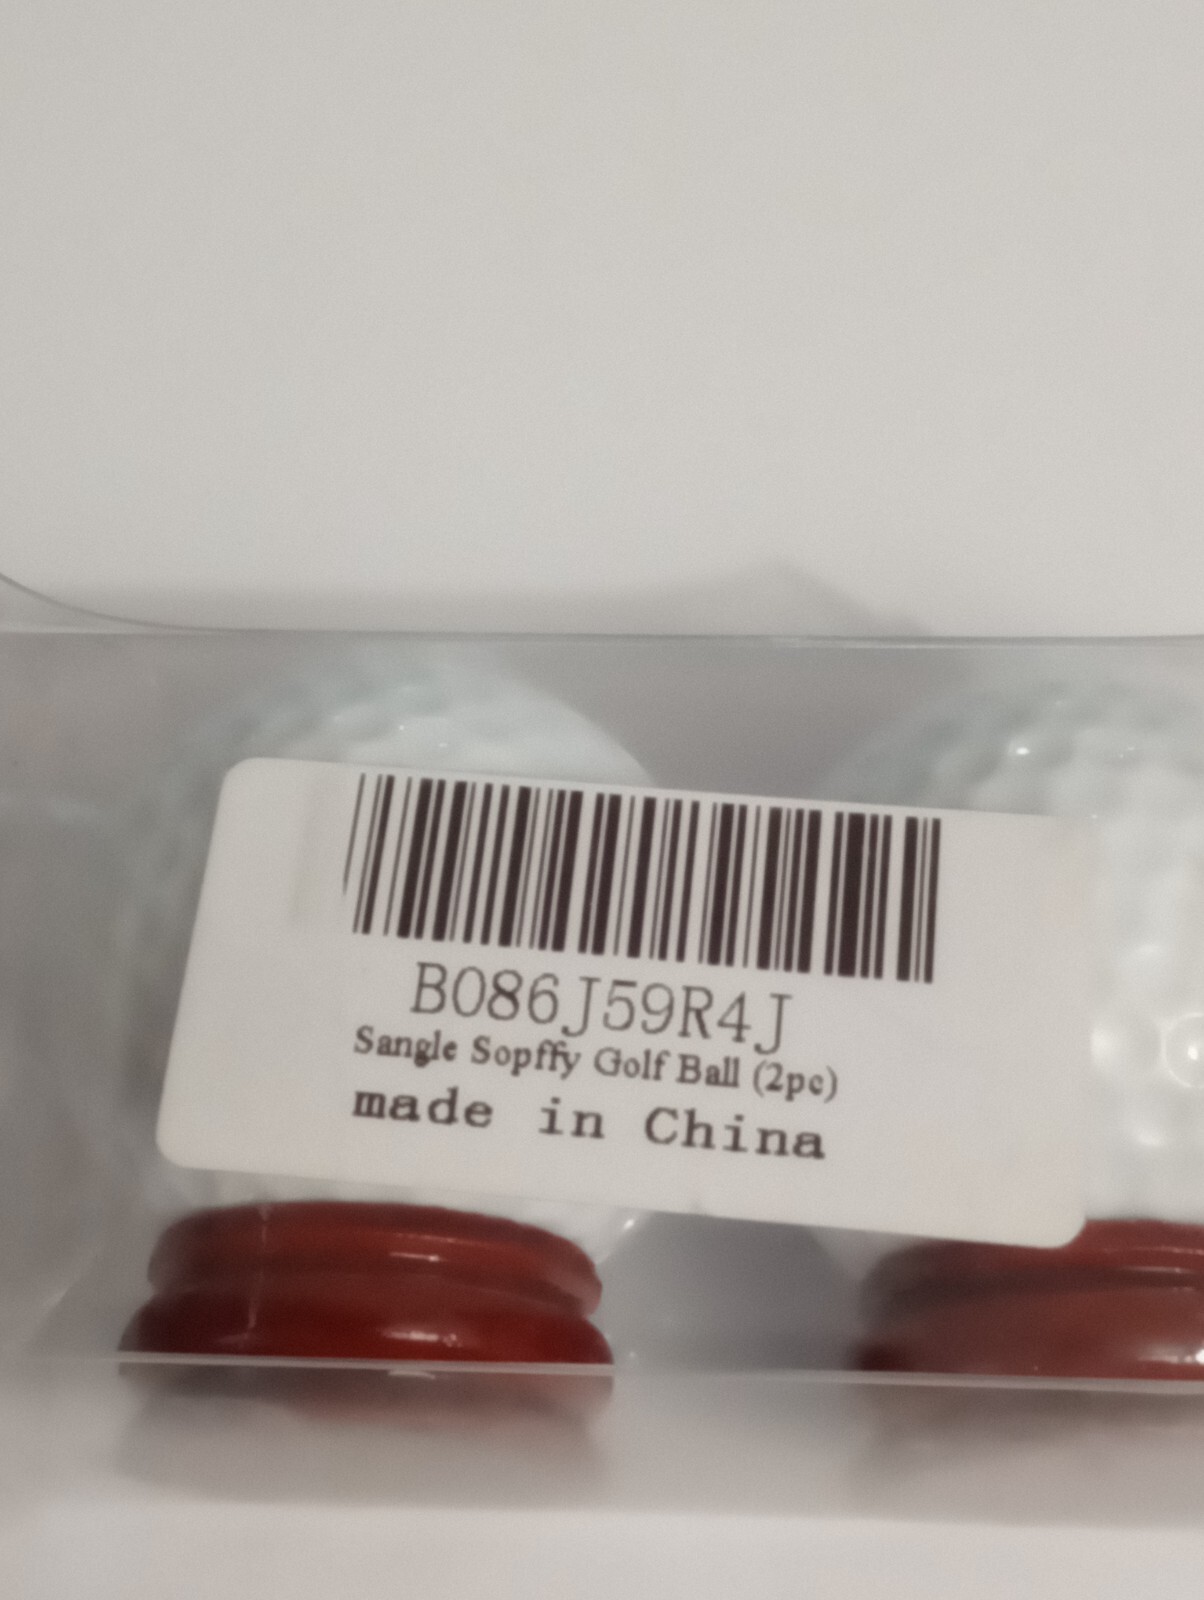 B086J59R4J
Sangle Sopffy Golf Ball (2pc)
made in China